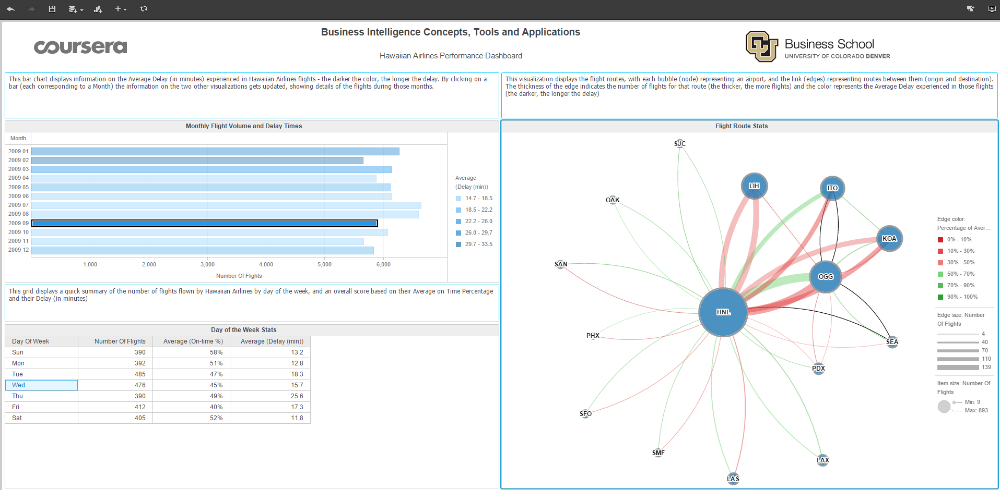 Business Intelligence Concepts, Tools and Applications
coursera
Hawaiian Airlines Performance Dashboard
CU
Business School
UNIVERSITY OF COLORADO DENVER
This bar chart displays information on the Average Delay (in minutes) experienced in Hawaiian Airlines flights - the darker the color, the longer the delay. By clicking on a
bar (each corresponding to a Month) the information on the two other visualizations gets updated, showing details of the flights during those months.
This visualization displays the flight routes, with each bubble (node) representing an airport, and the link (edges) representing routes between them (origin and destination).
The thickness of the edge indicates the number of flights for that route (the thicker, the more flights) and the color represents the Average Delay experienced in those flights
(the darker, the longer the delay)
Monthly Flight Volume and Delay Times
Month
2009 01
2009 02
2009 03
2009 04
2009 05
2009 06
2009 07
2009 08
2009 09
2009 10
2009 11
2009 12
1,000 2,000 3,000 4,000 5,000 6,000
Number Of Flights
Average
(Delay (min))
14.7 - 18.5
18.5 - 22.2
22.2 - 26.0
26.0 - 29.7
29.7 - 33.5
This grid displays a quick summary of the number of flights flown by Hawaiian Airlines by day of the week, and an overall score based on their Average on Time Percentage
and their Delay (in minutes)
Day of the Week Stats
Day Of Week Number Of Flights Average (On-time %) Average (Delay (min))
Sun 390 58% 13.2
Mon 392 51% 12.8
Tue 485 47% 18.3
Wed 476 45% 15.7
Thu 390 49% 25.6
Fri 412 40% 17.3
Sat 405 52% 11.8
Flight Route Stats
SJC
LIH
ITO
OAK
KOA
SAN
OGG
HNL
PHX
SEA
PDX
SFO
SMF
LAX
LAS
Edge color:
Percentage of Aver...
0% - 10%
10% - 30%
30% - 50%
50% - 70%
70% - 90%
90% - 100%
Edge size: Number
Of Flights
4
40
70
110
139
Item size: Number Of
Flights
Min: 9
Max: 893